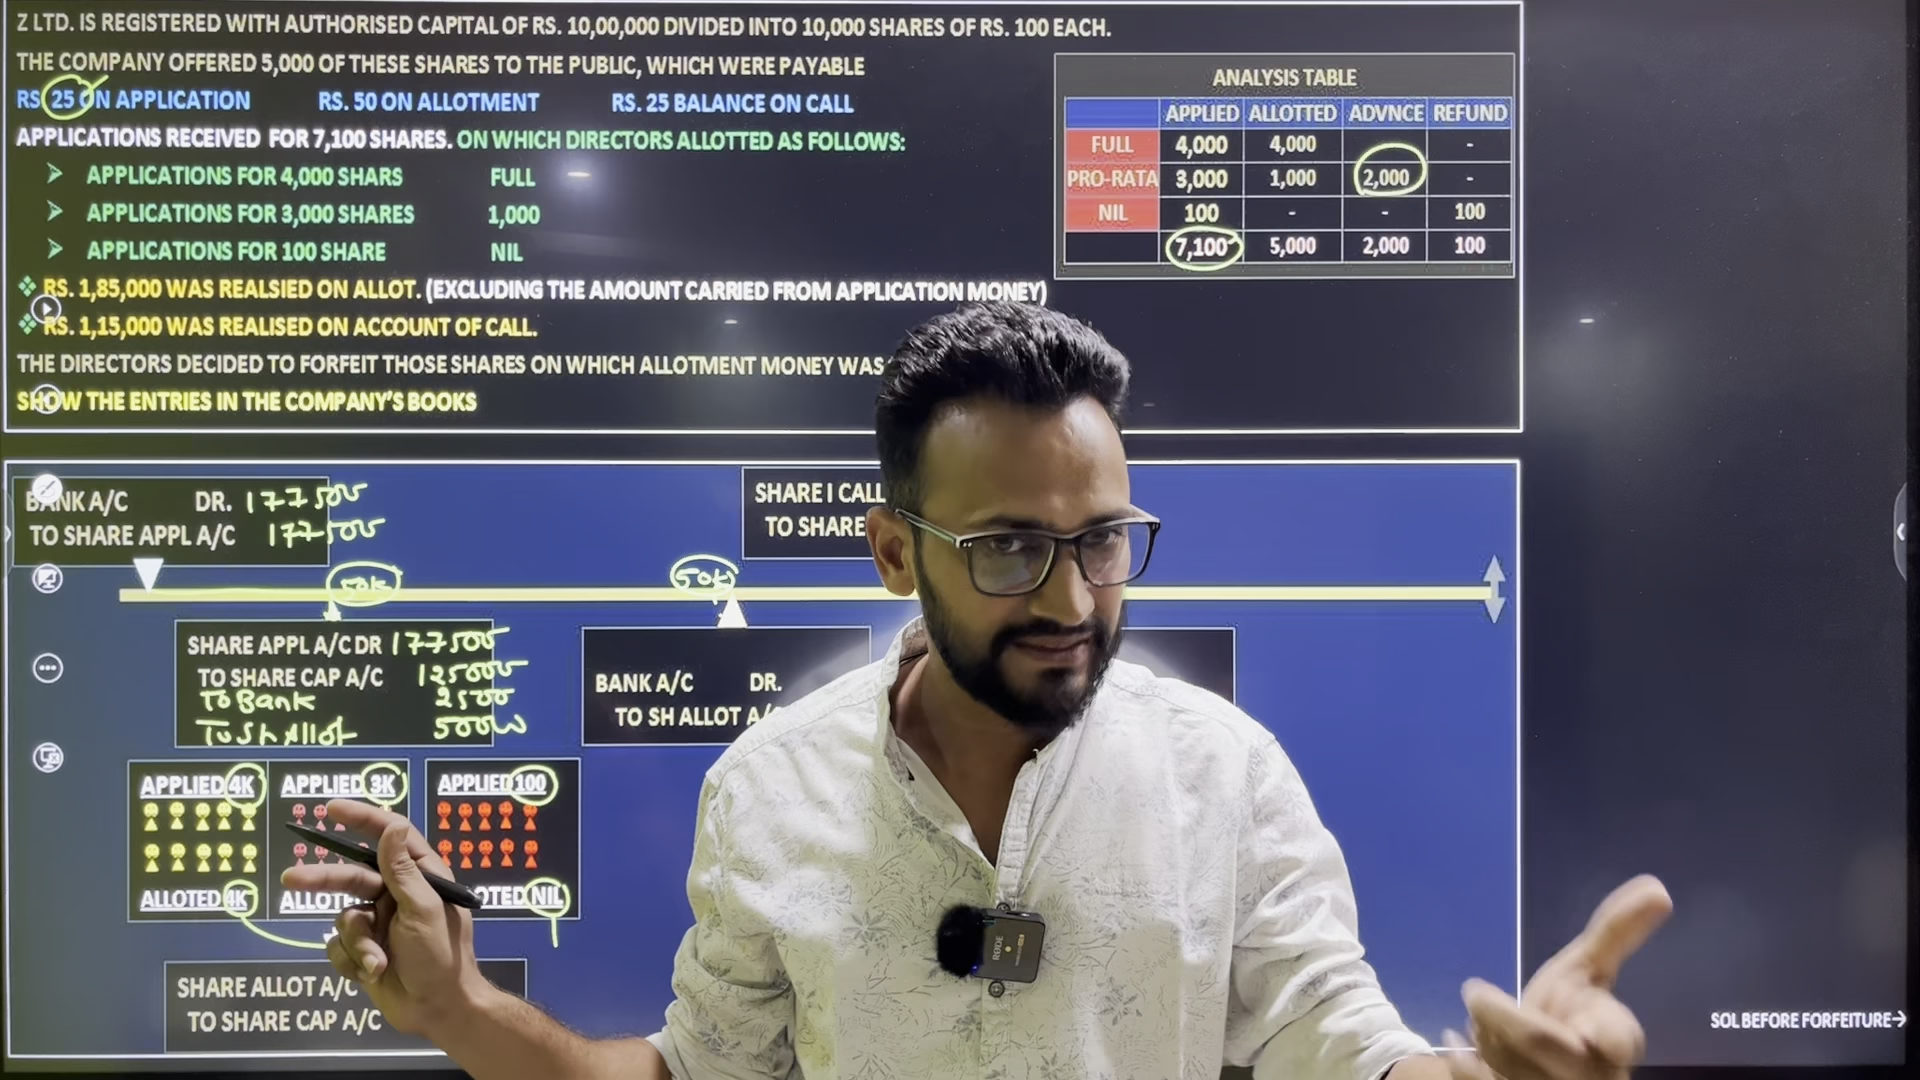 Z LTD. IS REGISTERED WITH AUTHORISED CAPITAL OF RS. 10,00,000 DIVIDED INTO 10,000 SHARES OF RS. 100 EACH.
THE COMPANY OFFERED 5,000 OF THESE SHARES TO THE PUBLIC, WHICH WERE PAYABLE
RS 25 ON APPLICATION RS. 50 ON ALLOTMENT RS. 25 BALANCE ON CALL
APPLICATIONS RECEIVED FOR 7,100 SHARES. ON WHICH DIRECTORS ALLOTTED AS FOLLOWS:
APPLICATIONS FOR 4,000 SHARS FULL
APPLICATIONS FOR 3,000 SHARES 1,000
APPLICATIONS FOR 100 SHARE NIL
RS. 1,85,000 WAS REALSIED ON ALLOT. (EXCLUDING THE AMOUNT CARRIED FROM APPLICATION MONEY)
RS. 1,15,000 WAS REALISED ON ACCOUNT OF CALL.
THE DIRECTORS DECIDED TO FORFEIT THOSE SHARES ON WHICH ALLOTMENT MONEY WAS
SHOW THE ENTRIES IN THE COMPANY'S BOOKS
ANALYSIS TABLE
APPLIED ALLOTTED ADVNCE REFUND
FULL 4,000 4,000 -
PRO-RATA 3,000 1,000 2,000 -
NIL 100 - - 100
7,100 5,000 2,000 100
BANK A/C DR. 177500
TO SHARE APPL A/C 177500
SHARE I CALL
TO SHARE
50K
50K
SHARE APPL A/C DR 177500
TO SHARE CAP A/C 125000
To Bank 2500
To Sh Allot 50000
BANK A/C DR.
TO SH ALLOT A/C
APPLIED 4K APPLIED 3K APPLIED 100
ALLOTED 4K ALLOTE NIL
SHARE ALLOT A/C
TO SHARE CAP A/C
RODE
SOL BEFORE FORFEITURE→